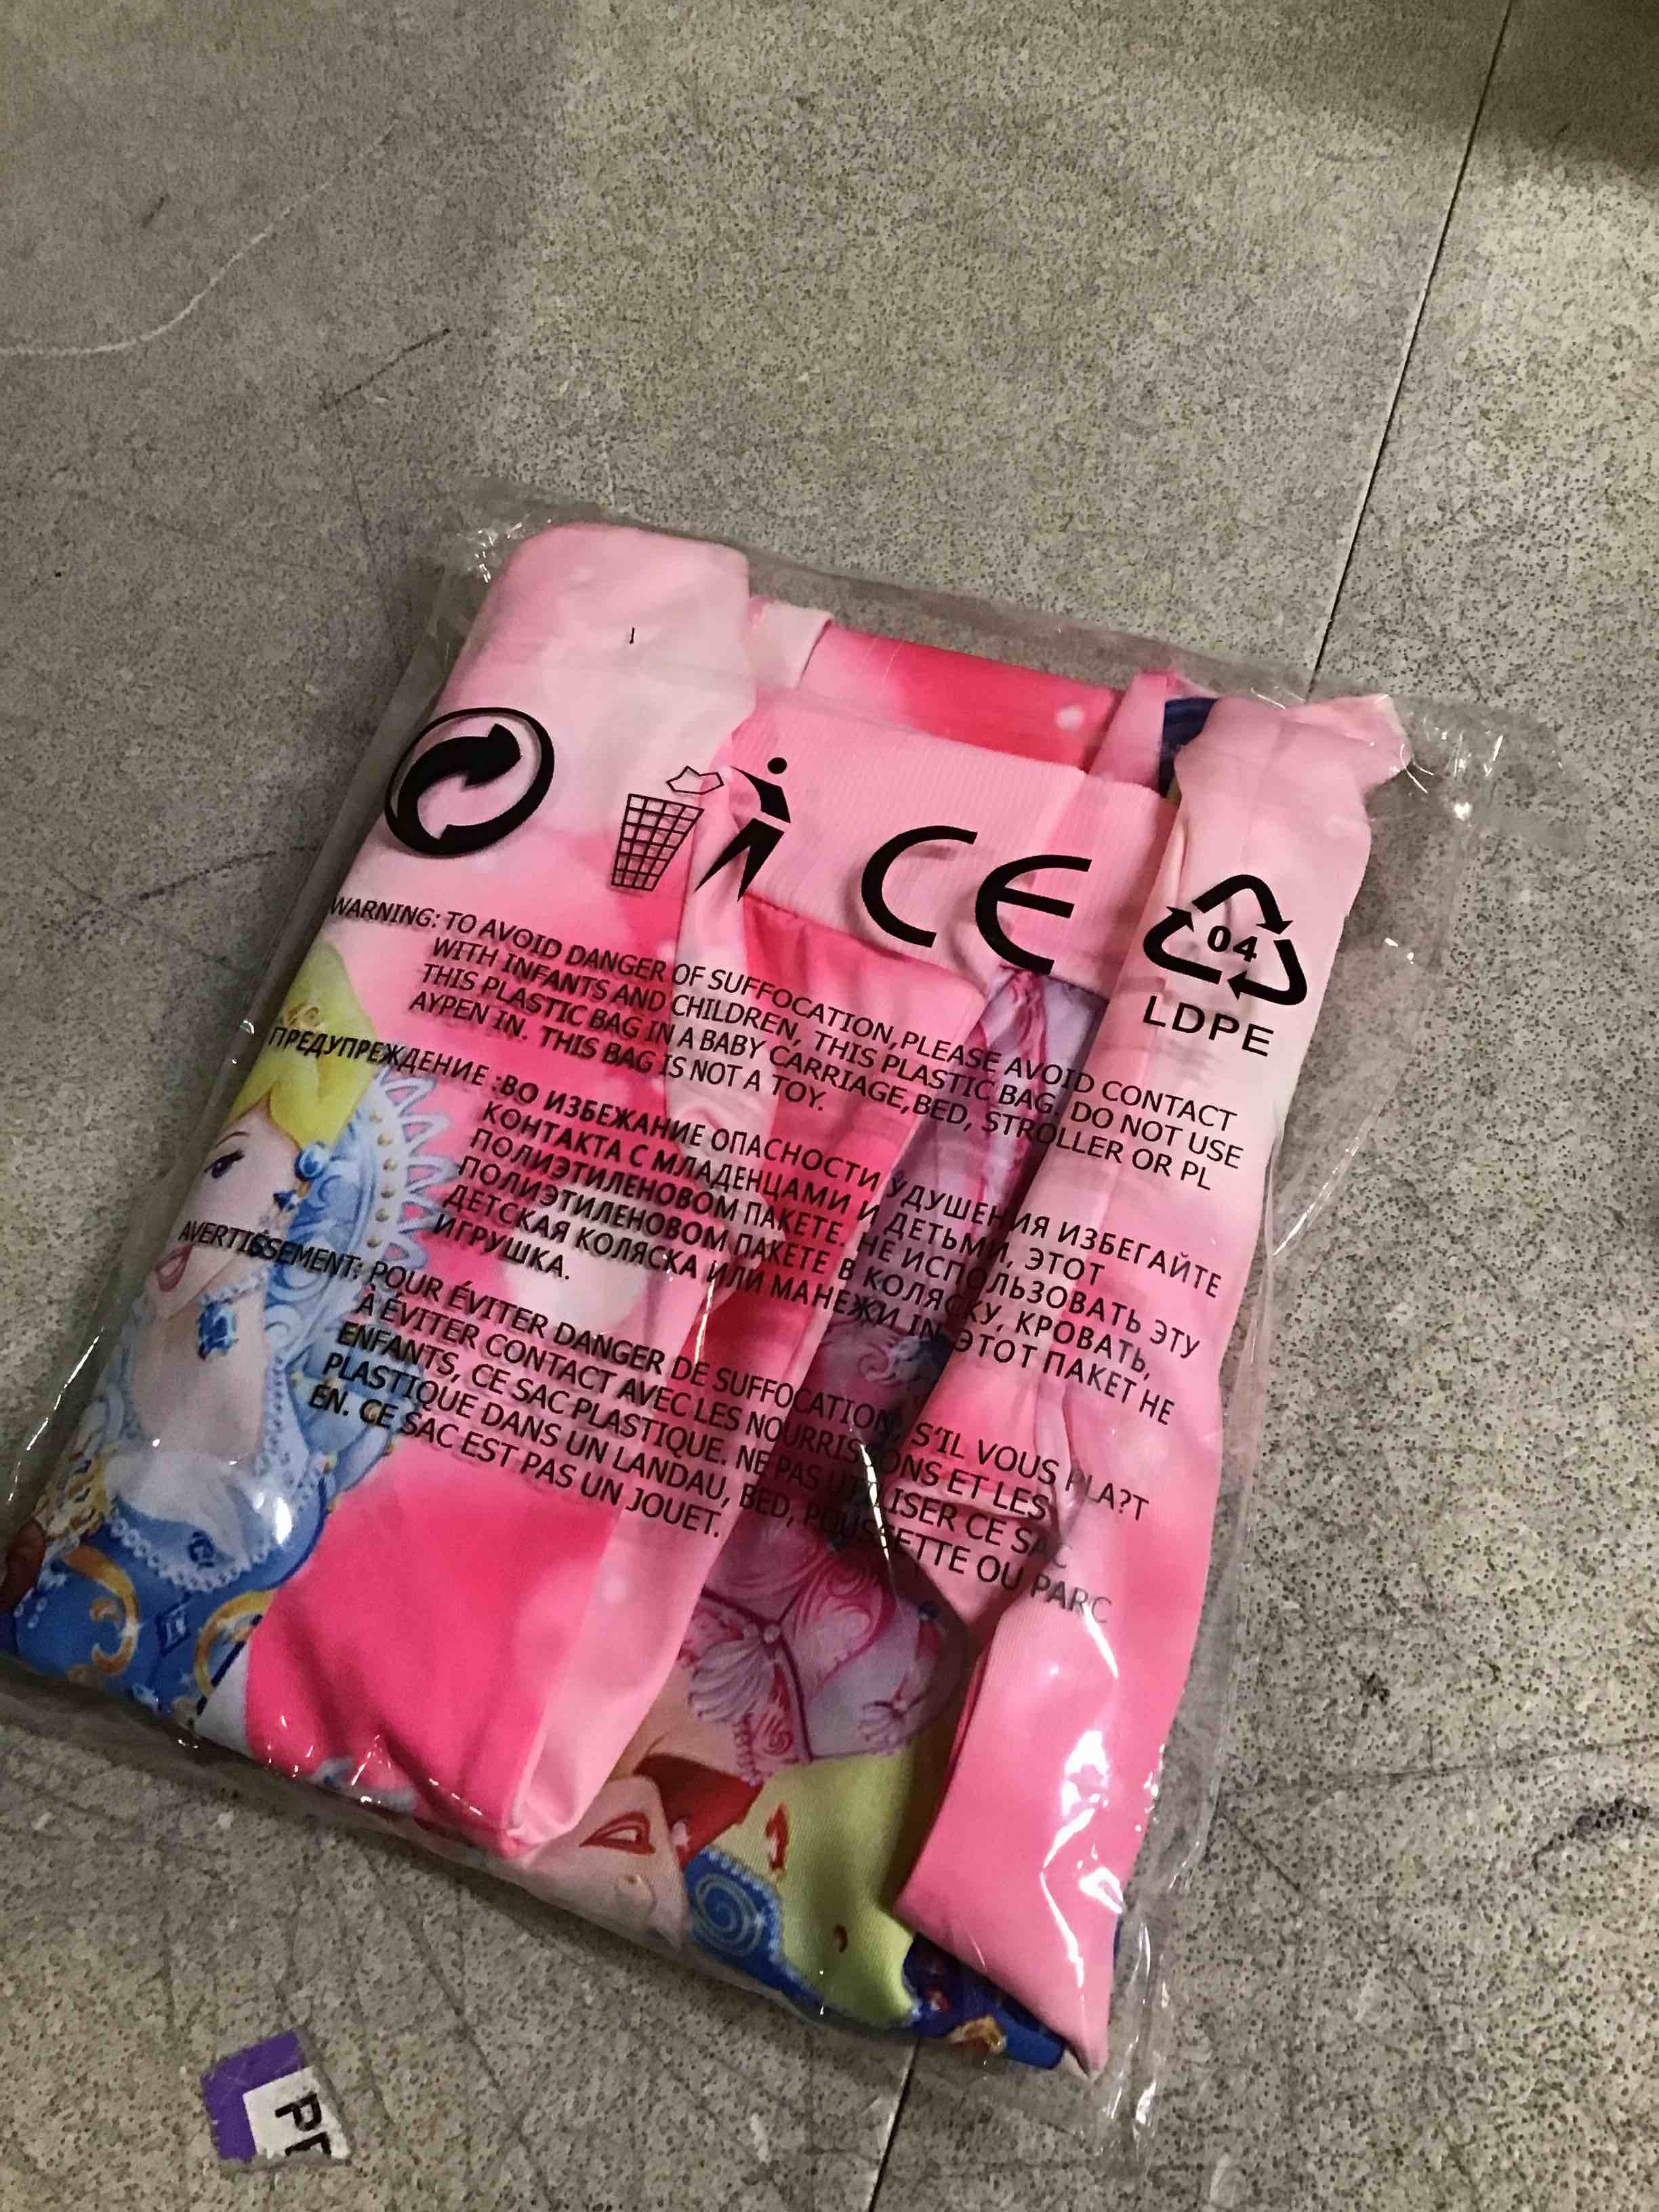 CE
04
LDPE
WARNING: TO AVOID DANGER OF SUFFOCATION,PLEASE AVOID CONTACT
WITH INFANTS AND CHILDREN, THIS PLASTIC BAG. DO NOT USE
THIS PLASTIC BAG IN A BABY CARRIAGE,BED, STROLLER OR PL
AYPEN IN. THIS BAG IS NOT A TOY.
ПРЕДУПРЕЖДЕНИЕ :ВО ИЗБЕЖАНИЕ ОПАСНОСТИ УДУШЕНИЯ ИЗБЕГАЙТЕ
КОНТАКТА С МЛАДЕНЦАМИ И ДЕТЬМИ, ЭТОТ
ПОЛИЭТИЛЕНОВОМ ПАКЕТЕ. НЕ ИСПОЛЬЗОВАТЬ ЭТУ
ПОЛИЭТИЛЕНОВОМ ПАКЕТЕ В КОЛЯСКУ, КРОВАТЬ,
ДЕТСКАЯ КОЛЯСКА ИЛИ МАНЕЖИ IN ЭТОТ ПАКЕТ НЕ
ИГРУШКА.
AVERTISSEMENT: POUR ÉVITER DANGER DE SUFFOCATION, S'IL VOUS PLA?T
À ÉVITER CONTACT AVEC LES NOURRISSONS ET LES
ENFANTS, CE SAC PLASTIQUE. NE PAS UTILISER CE SAC
PLASTIQUE DANS UN LANDAU, BED, POUSSETTE OU PARC
EN. CE SAC EST PAS UN JOUET.